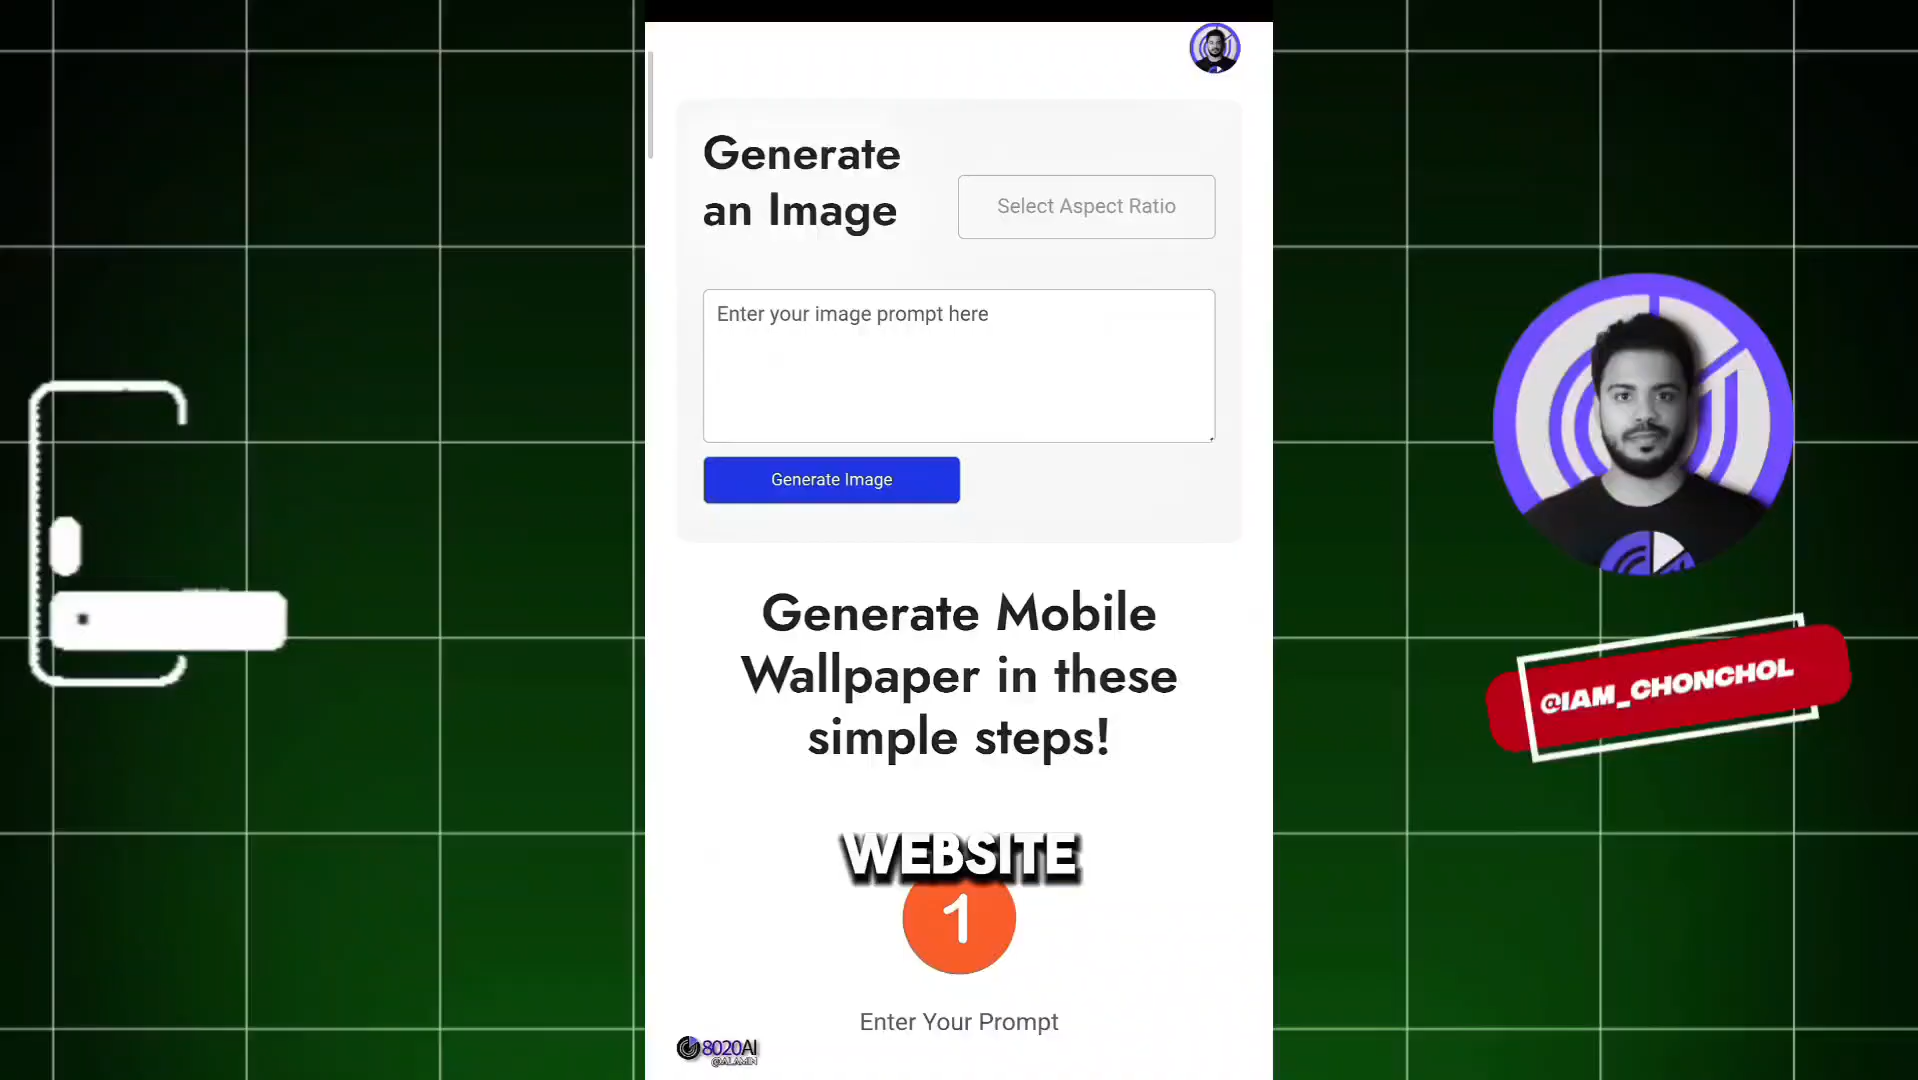 Generate
an Image
Select Aspect Ratio
Enter your image prompt here
Generate Image
Generate Mobile
Wallpaper in these
simple steps!
WEBSITE
1
Enter Your Prompt
8020AI
@ALAMIN
@IAM_CHONCHOL